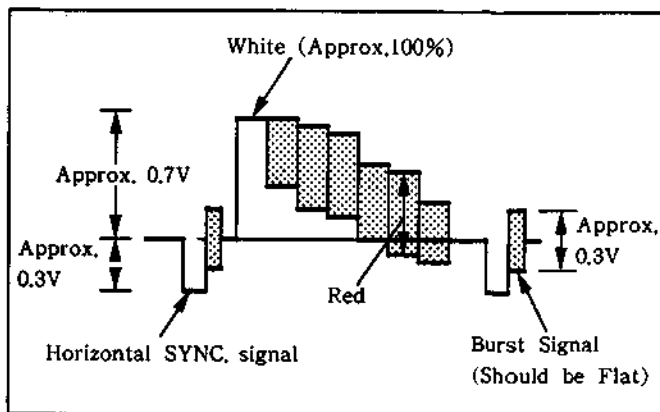 White (Approx.100%)
Approx. 0.7V
Approx.
0.3V
Approx.
0.3V
Red
Horizontal SYNC. signal
Burst Signal
(Should be Flat)